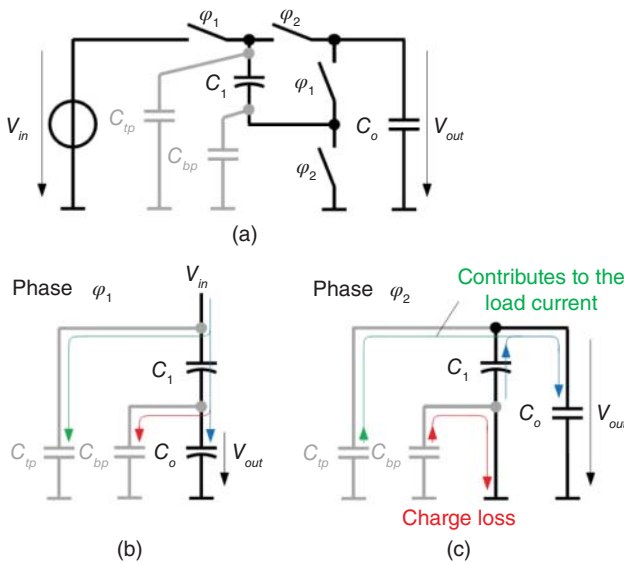 φ1 φ2
C1 φ1
Vin Ctp Co Vout
Cbp φ2
(a)
Phase φ1
Vin
C1
Ctp Cbp Co Vout
(b)
Phase φ2
Contributes to the
load current
C1
Co Vout
Ctp Cbp
Charge loss
(c)